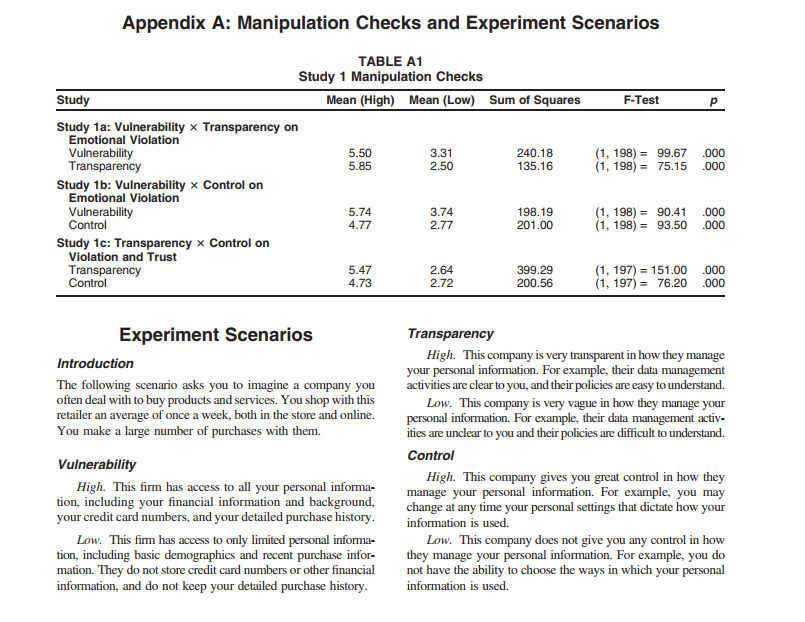 Appendix A: Manipulation Checks and Experiment Scenarios
TABLE A1
Study 1 Manipulation Checks
Study Mean (High) Mean (Low) Sum of Squares F-Test p
Study 1a: Vulnerability × Transparency on
Emotional Violation
Vulnerability 5.50 3.31 240.18 (1, 198) = 99.67 .000
Transparency 5.85 2.50 135.16 (1, 198) = 75.15 .000
Study 1b: Vulnerability × Control on
Emotional Violation
Vulnerability 5.74 3.74 198.19 (1, 198) = 90.41 .000
Control 4.77 2.77 201.00 (1, 198) = 93.50 .000
Study 1c: Transparency × Control on
Violation and Trust
Transparency 5.47 2.64 399.29 (1, 197) = 151.00 .000
Control 4.73 2.72 200.56 (1, 197) = 76.20 .000
Experiment Scenarios
Introduction
The following scenario asks you to imagine a company you
often deal with to buy products and services. You shop with this
retailer an average of once a week, both in the store and online.
You make a large number of purchases with them.
Vulnerability
High. This firm has access to all your personal informa-
tion, including your financial information and background,
your credit card numbers, and your detailed purchase history.
Low. This firm has access to only limited personal informa-
tion, including basic demographics and recent purchase infor-
mation. They do not store credit card numbers or other financial
information, and do not keep your detailed purchase history.
Transparency
High. This company is very transparent in how they manage
your personal information. For example, their data management
activities are clear to you, and their policies are easy to understand.
Low. This company is very vague in how they manage your
personal information. For example, their data management activ-
ities are unclear to you and their policies are difficult to understand.
Control
High. This company gives you great control in how they
manage your personal information. For example, you may
change at any time your personal settings that dictate how your
information is used.
Low. This company does not give you any control in how
they manage your personal information. For example, you do
not have the ability to choose the ways in which your personal
information is used.